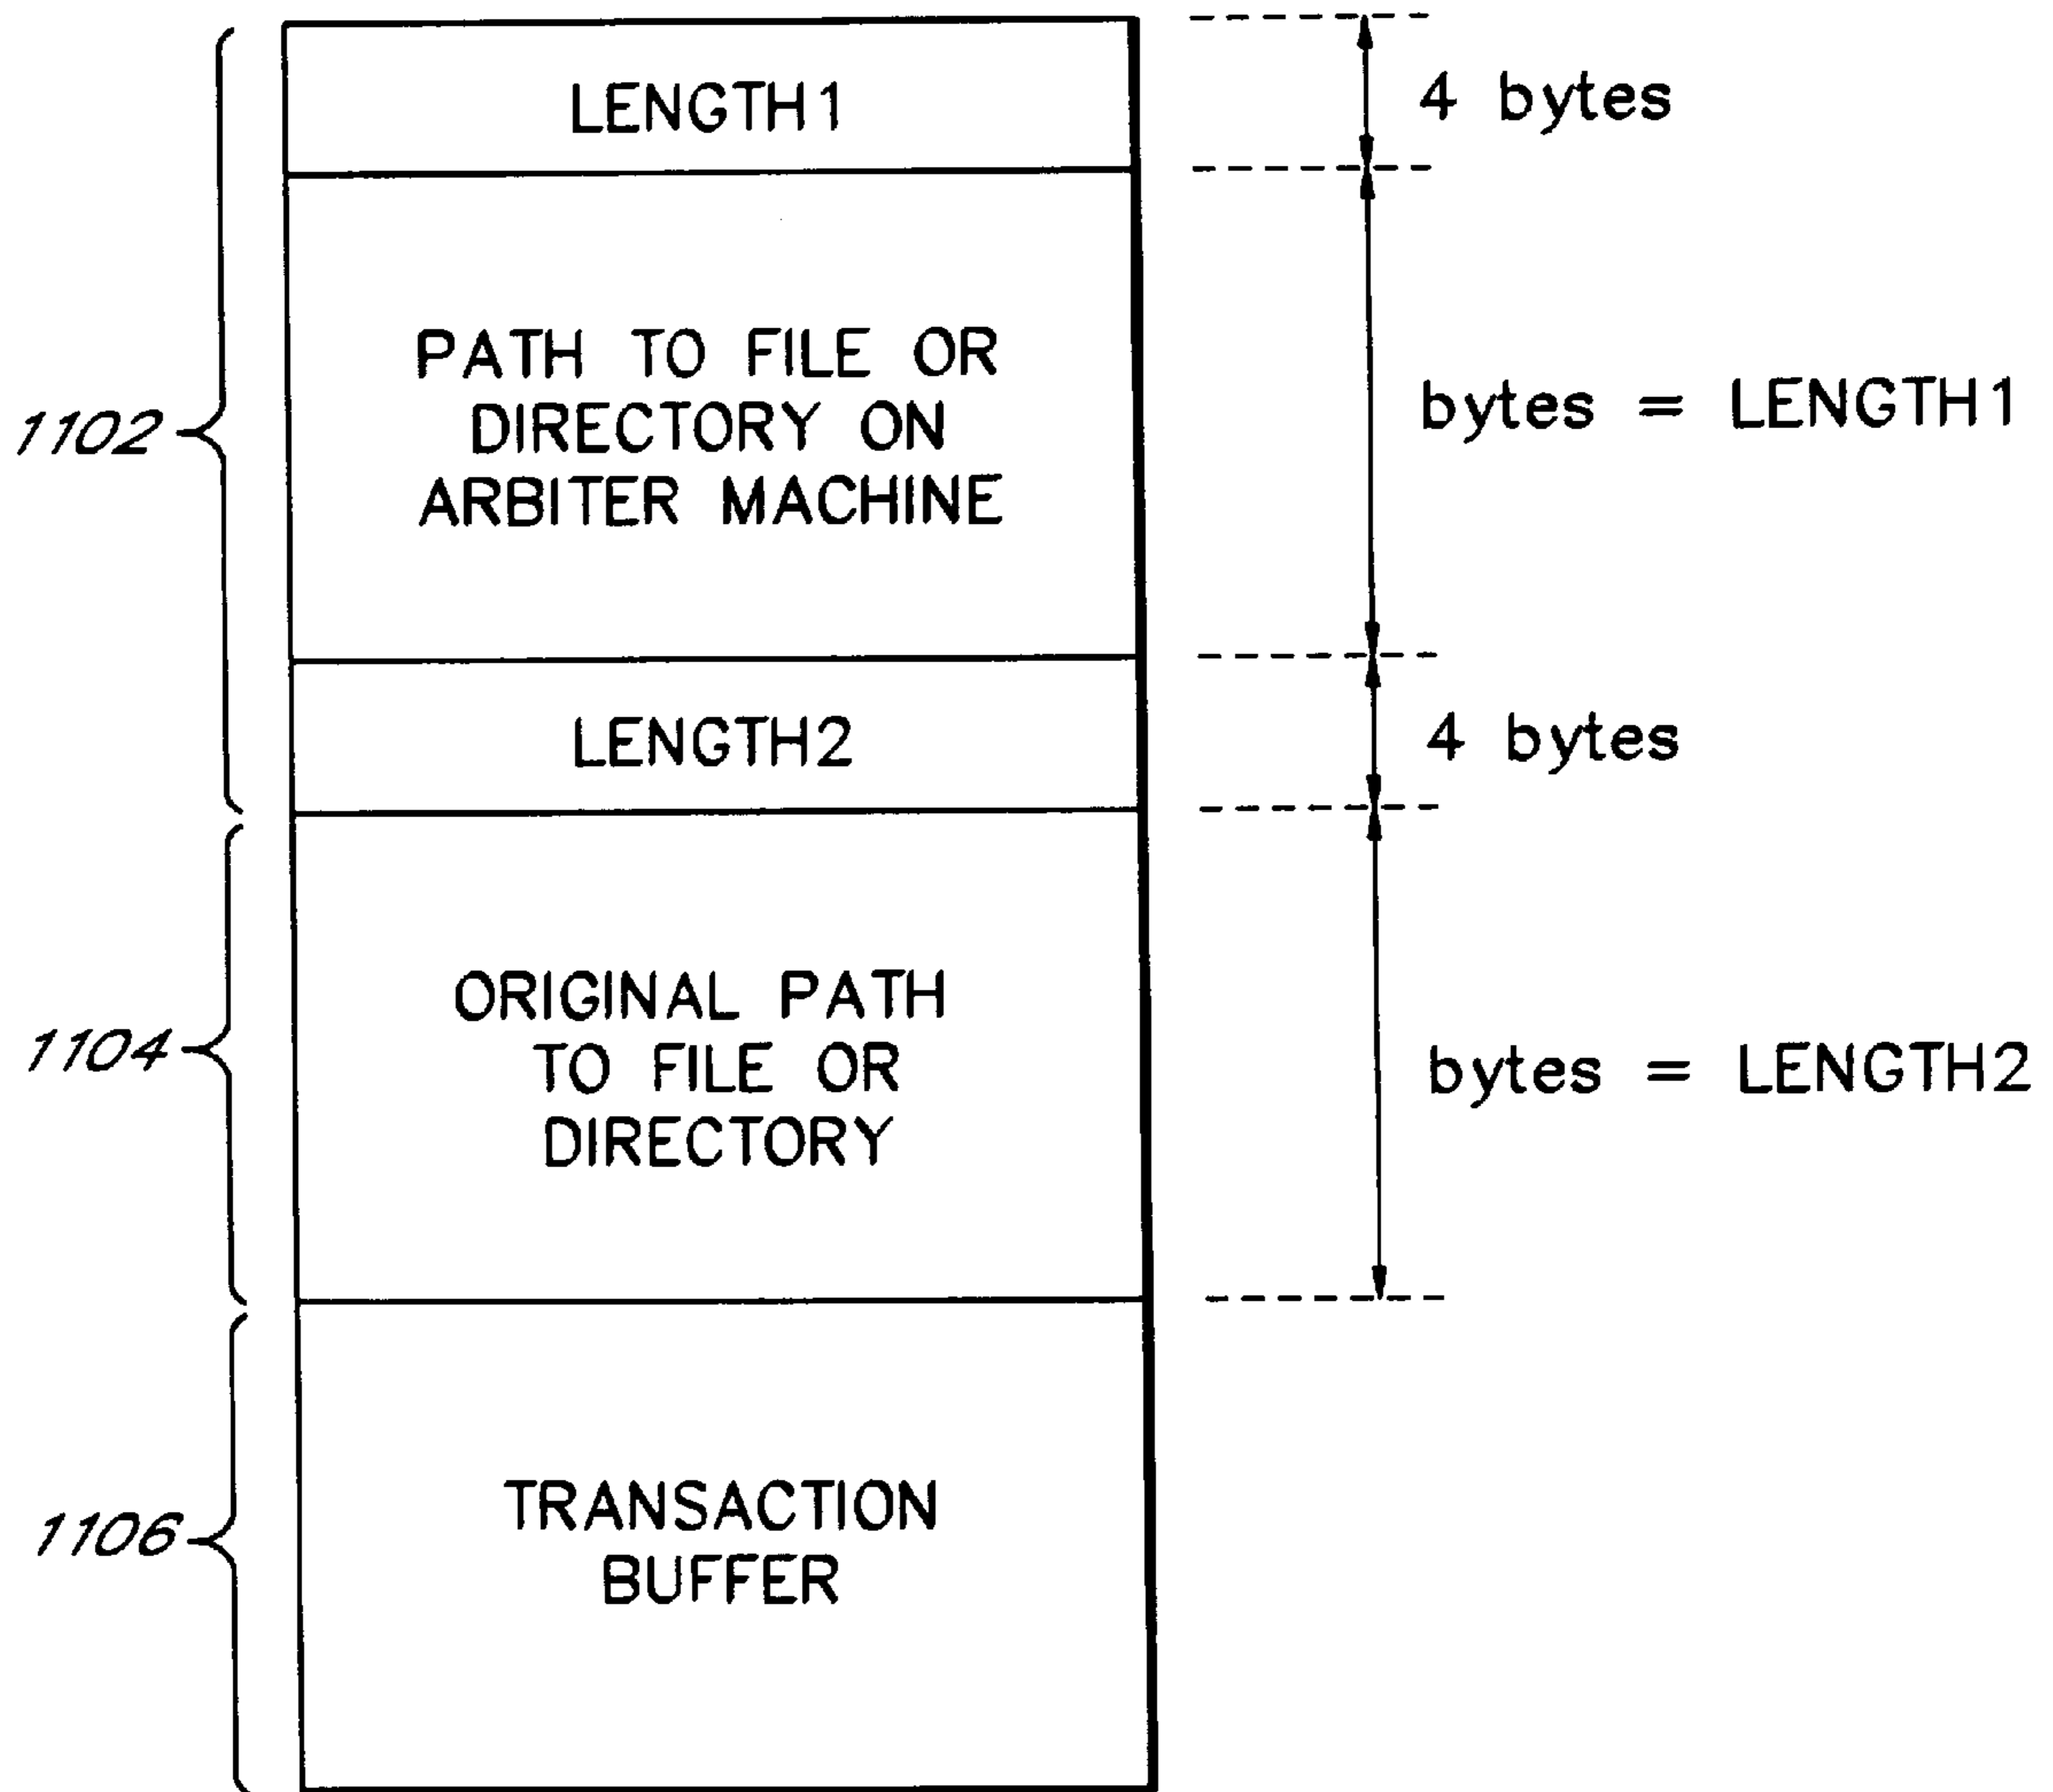 LENGTH1
4 bytes
PATH TO FILE OR
DIRECTORY ON
ARBITER MACHINE
bytes = LENGTH1
1102
LENGTH2
4 bytes
ORIGINAL PATH
TO FILE OR
DIRECTORY
bytes = LENGTH2
1104
TRANSACTION
BUFFER
1106